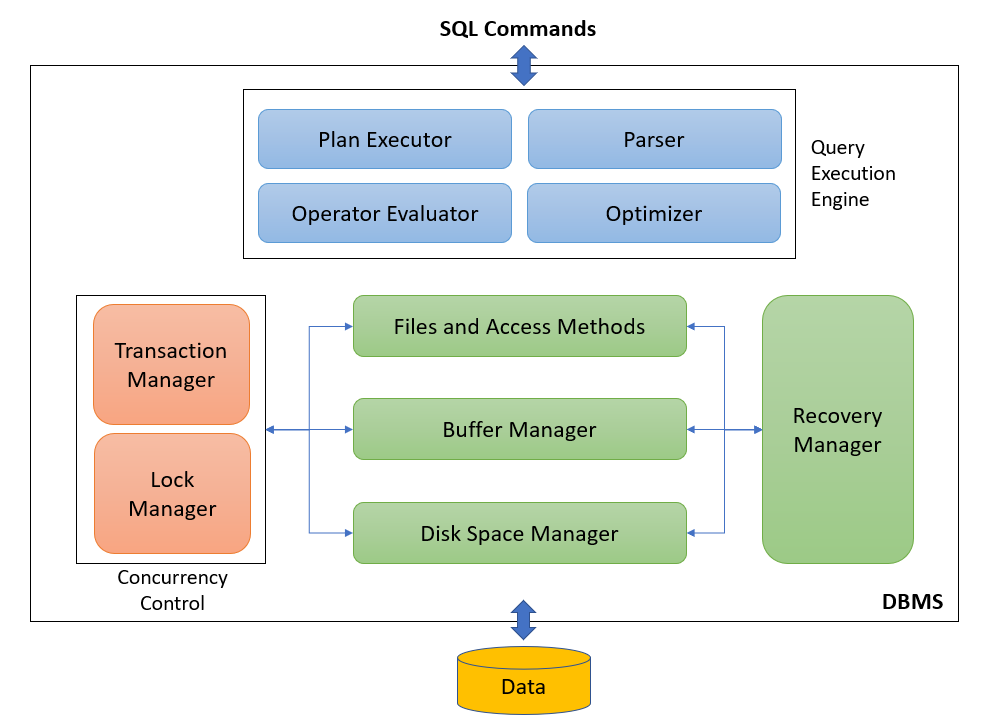 SQL Commands
Plan Executor
Parser
Operator Evaluator
Optimizer
Query
Execution
Engine
Transaction
Manager
Lock
Manager
Concurrency
Control
Files and Access Methods
Buffer Manager
Disk Space Manager
Recovery
Manager
DBMS
Data